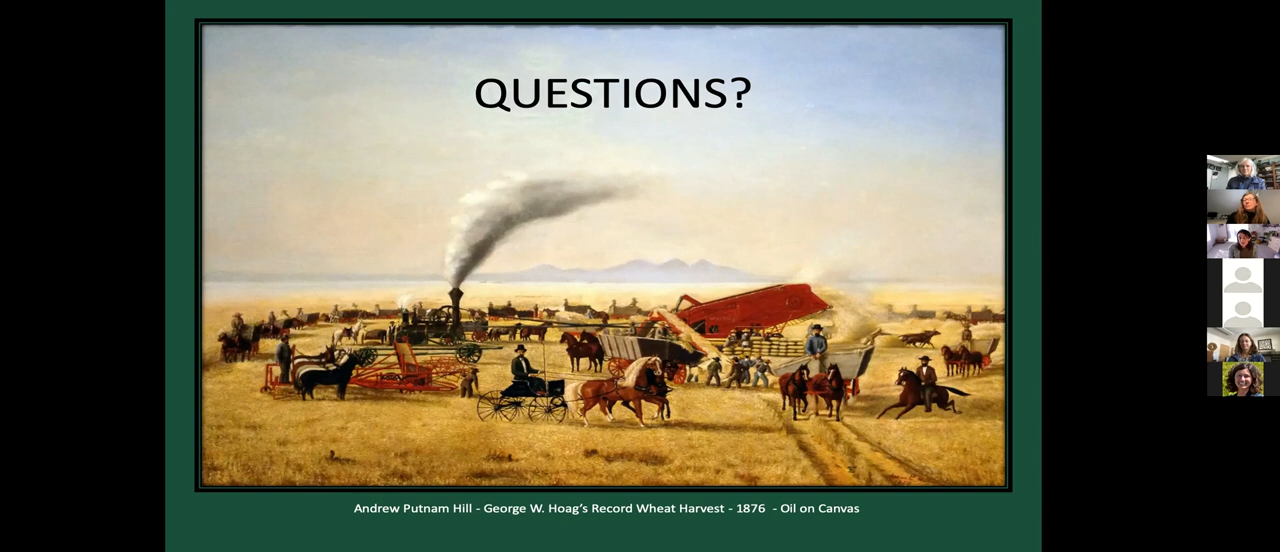 QUESTIONS?
Andrew Putnam Hill - George W. Hoag's Record Wheat Harvest - 1876 - Oil on Canvas